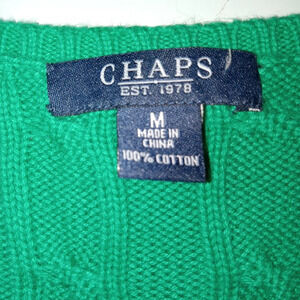 CHAPS
EST. 1978
M
MADE IN
CHINA
100% COTTON